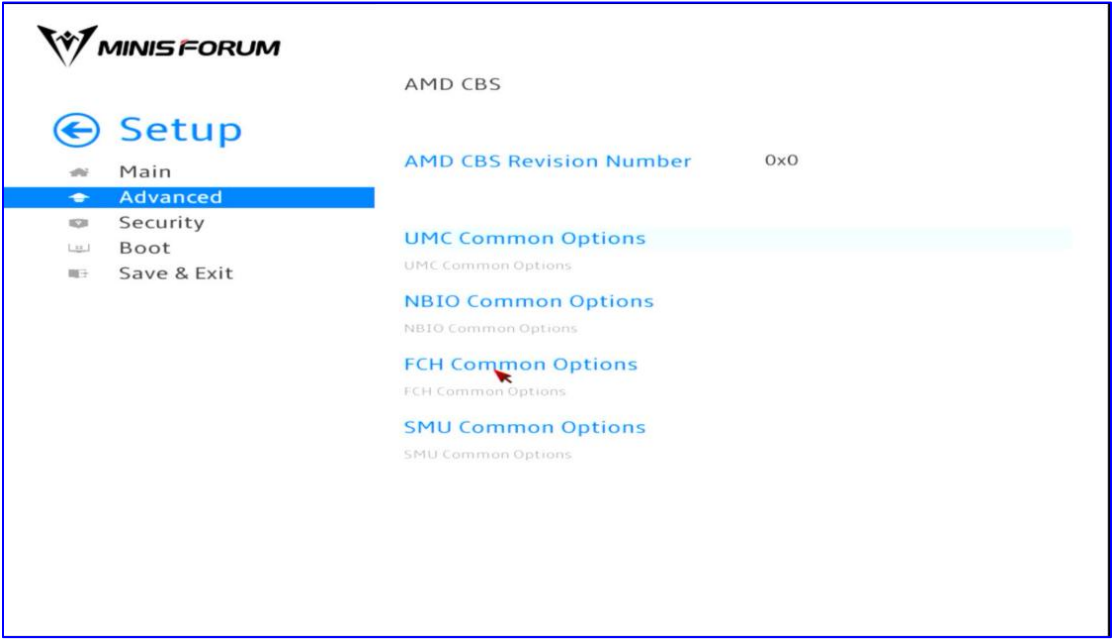 MINISFORUM
Setup
Main
Advanced
Security
Boot
Save & Exit
AMD CBS
AMD CBS Revision Number 0x0
UMC Common Options
UMC Common Options
NBIO Common Options
NBIO Common Options
FCH Common Options
FCH Common Options
SMU Common Options
SMU Common Options